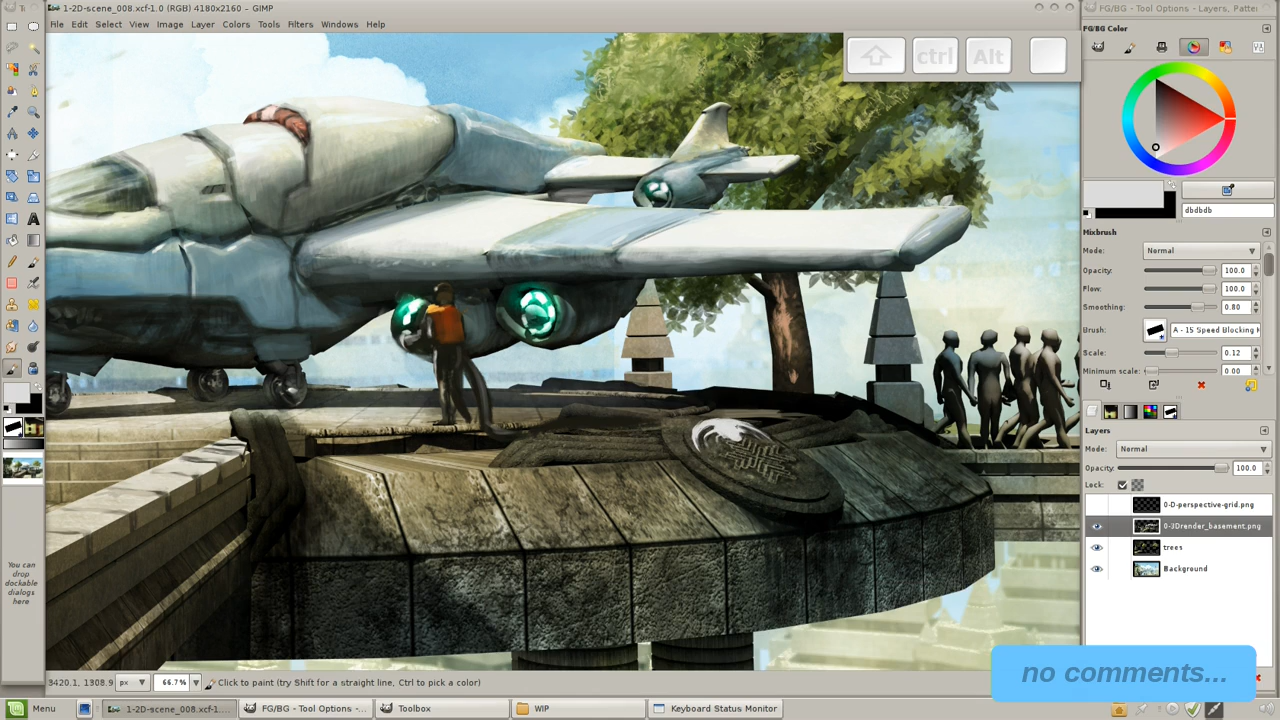 1-2D-scene_008.xcf-1.0 (RGB) 4180x2160 – GIMP
FG/BG - Tool Options - Layers, Patter
File Edit Select View Image Layer Colors Tools Filters Windows Help
FG/BG Color
ctrl Alt
dbdbdb
Mixbrush
Mode: Normal
Opacity: 100.0
Flow: 100.0
Smoothing: 0.80
Brush: A - 15 Speed Blocking
Scale: 0.12
Minimum scale: 0.00
Layers
Mode: Normal
Opacity: 100.0
Lock:
0-D-perspective-grid.png
0-3Drender_basement.png
trees
Background
You can
drop
dockable
dialogs
here
no comments...
3420.1, 1308.9 px 66.7% Click to paint (try Shift for a straight line, Ctrl to pick a color)
Menu 1-2D-scene_008.xcf-1.... FG/BG - Tool Options -... Toolbox WIP Keyboard Status Monitor